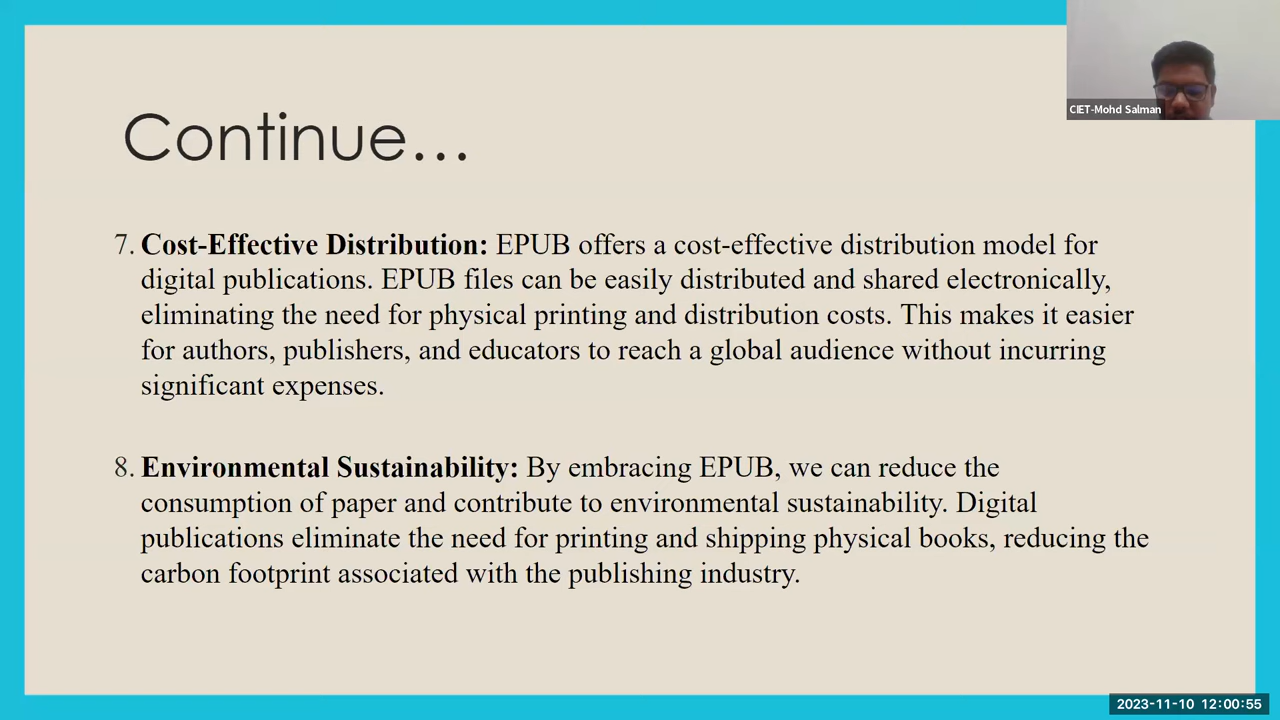 CIET-Mohd Salman
Continue...
7. Cost-Effective Distribution: EPUB offers a cost-effective distribution model for
digital publications. EPUB files can be easily distributed and shared electronically,
eliminating the need for physical printing and distribution costs. This makes it easier
for authors, publishers, and educators to reach a global audience without incurring
significant expenses.
8. Environmental Sustainability: By embracing EPUB, we can reduce the
consumption of paper and contribute to environmental sustainability. Digital
publications eliminate the need for printing and shipping physical books, reducing the
carbon footprint associated with the publishing industry.
2023-11-10 12:00:55